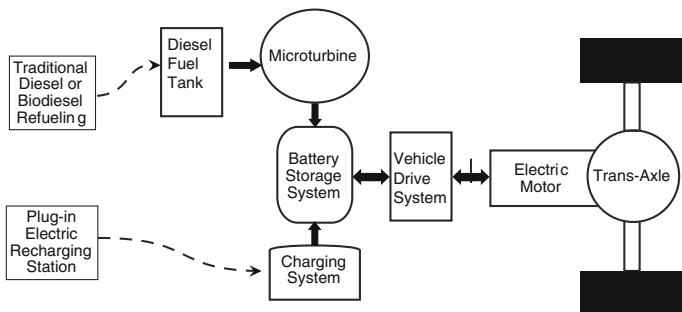 Traditional
Diesel or
Biodiesel
Refueling
Diesel
Fuel
Tank
Microturbine
Battery
Storage
System
Vehicle
Drive
System
Electric
Motor
Trans-Axle
Plug-in
Electric
Recharging
Station
Charging
System